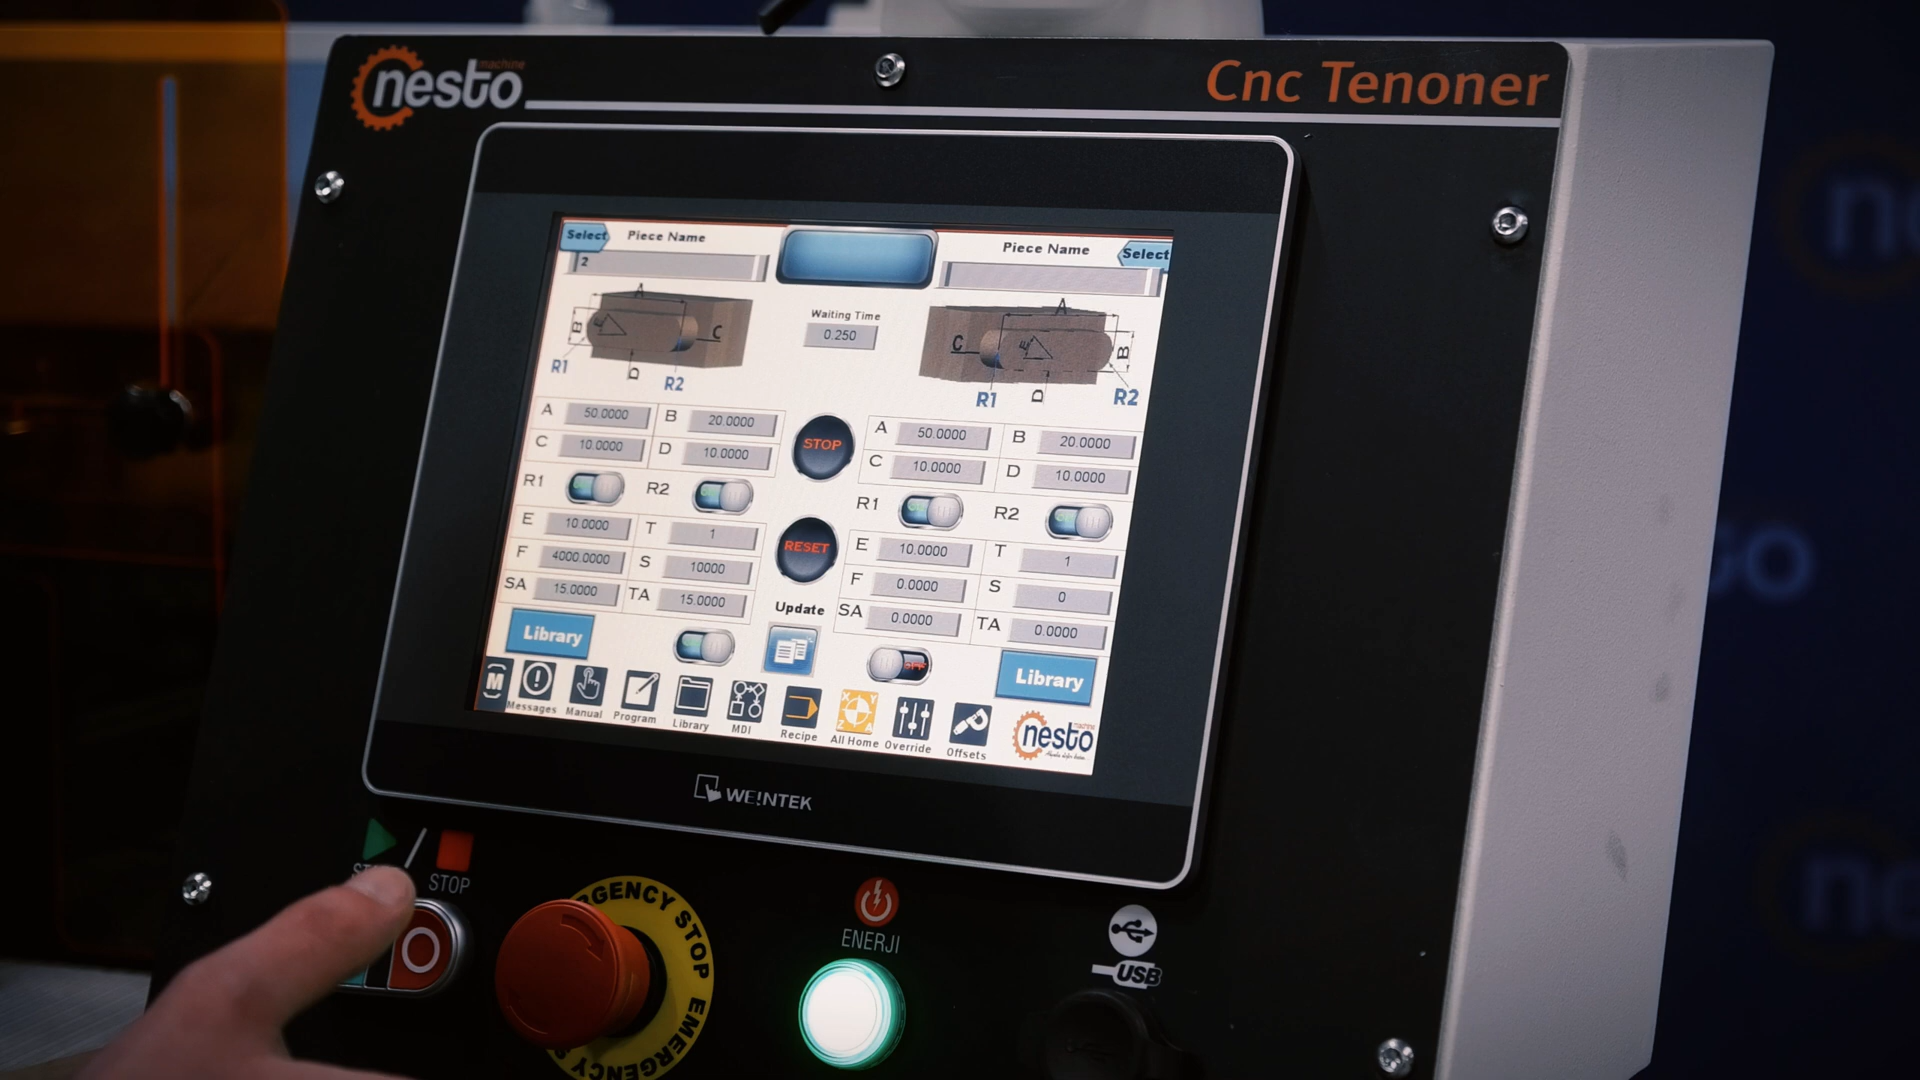 nesto
machine
Cnc Tenoner
Select
Piece Name
2
Piece Name
Select
Waiting Time
0.250
A
B
C
D
R1
R2
A
B
C
D
R1
R2
A 50.0000 B 20.0000
C 10.0000 D 10.0000
R1 R2
E 10.0000 T 1
F 4000.0000 S 10000
SA 15.0000 TA 15.0000
Library
STOP
RESET
Update
A 50.0000 B 20.0000
C 10.0000 D 10.0000
R1 R2
E 10.0000 T 1
F 0.0000 S 0
SA 0.0000 TA 0.0000
OFF
Library
M
Messages
Manual
Program
Library
MDI
Recipe
X Y
Z A
All Home
Override
Offsets
nesto
machine
WEINTEK
STOP
EMERGENCY STOP
ENERJI
USB